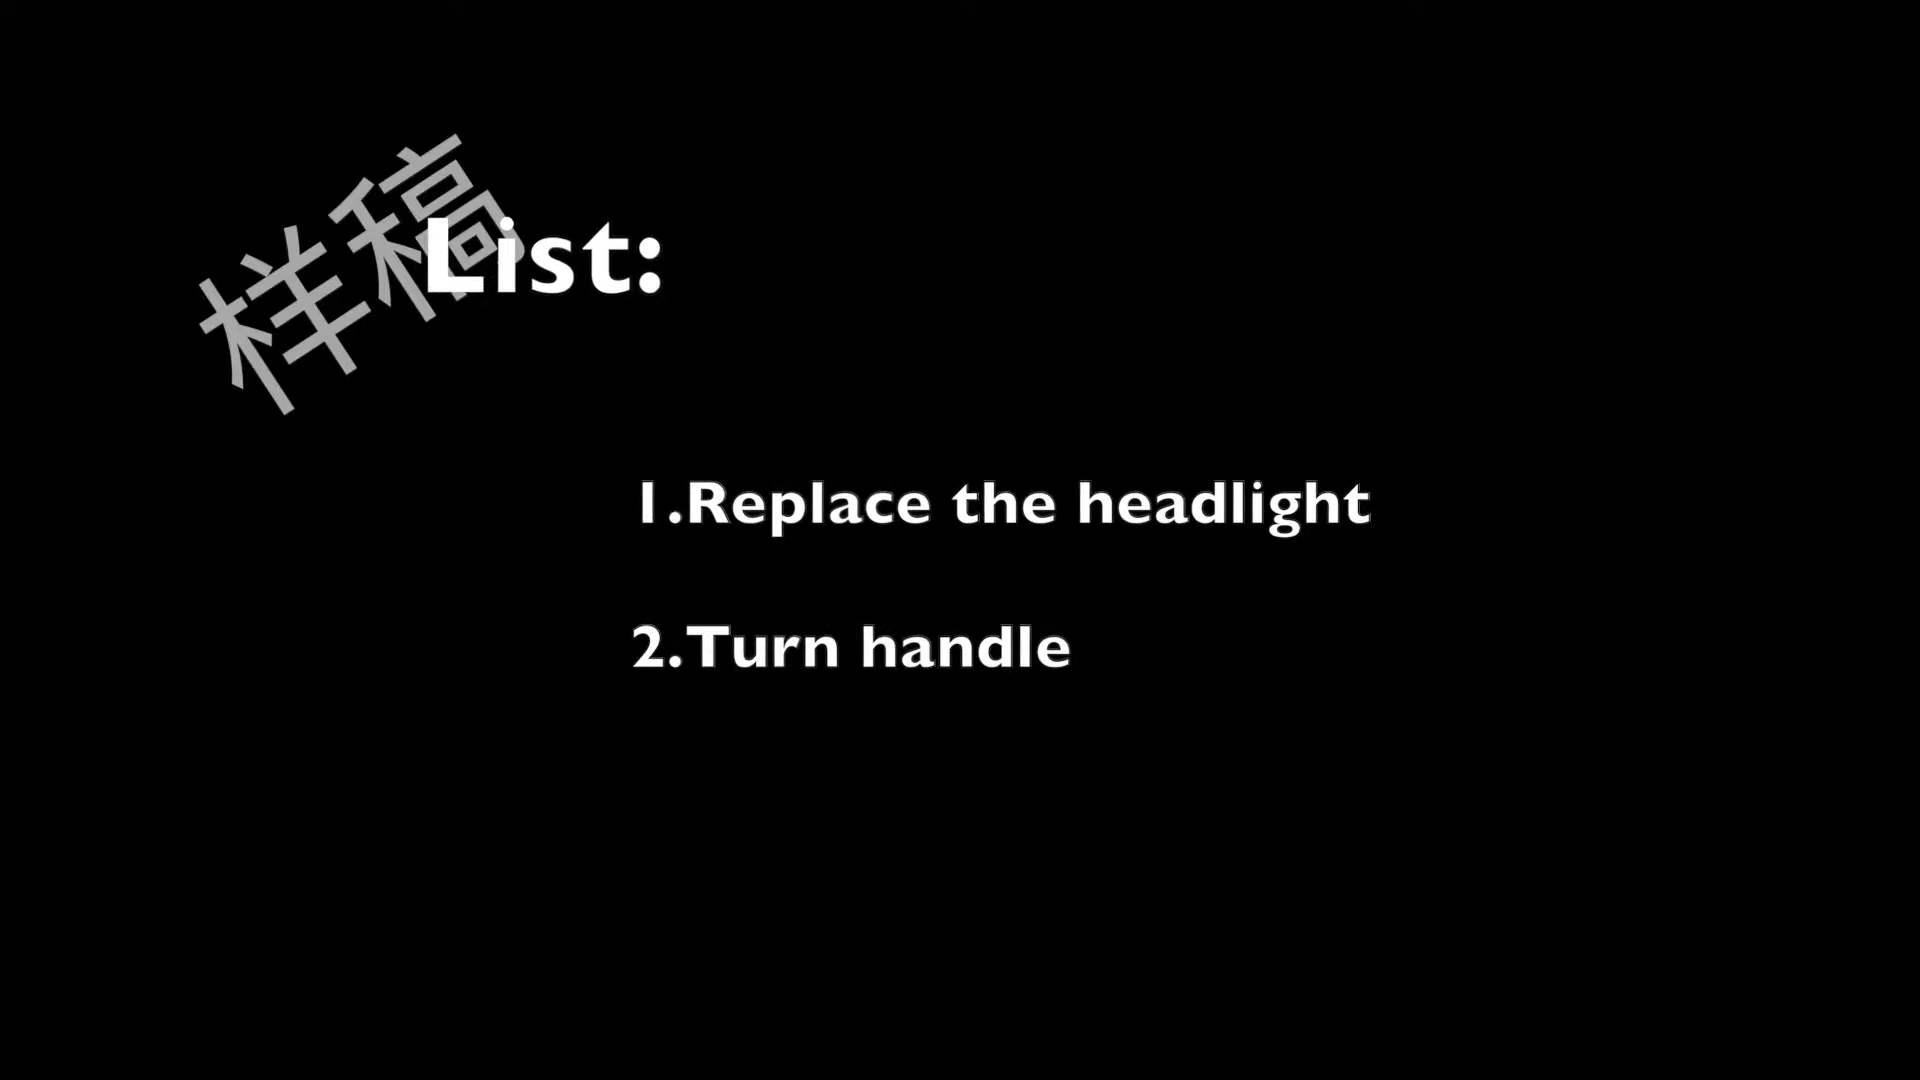 样稿
List:
1.Replace the headlight
2.Turn handle